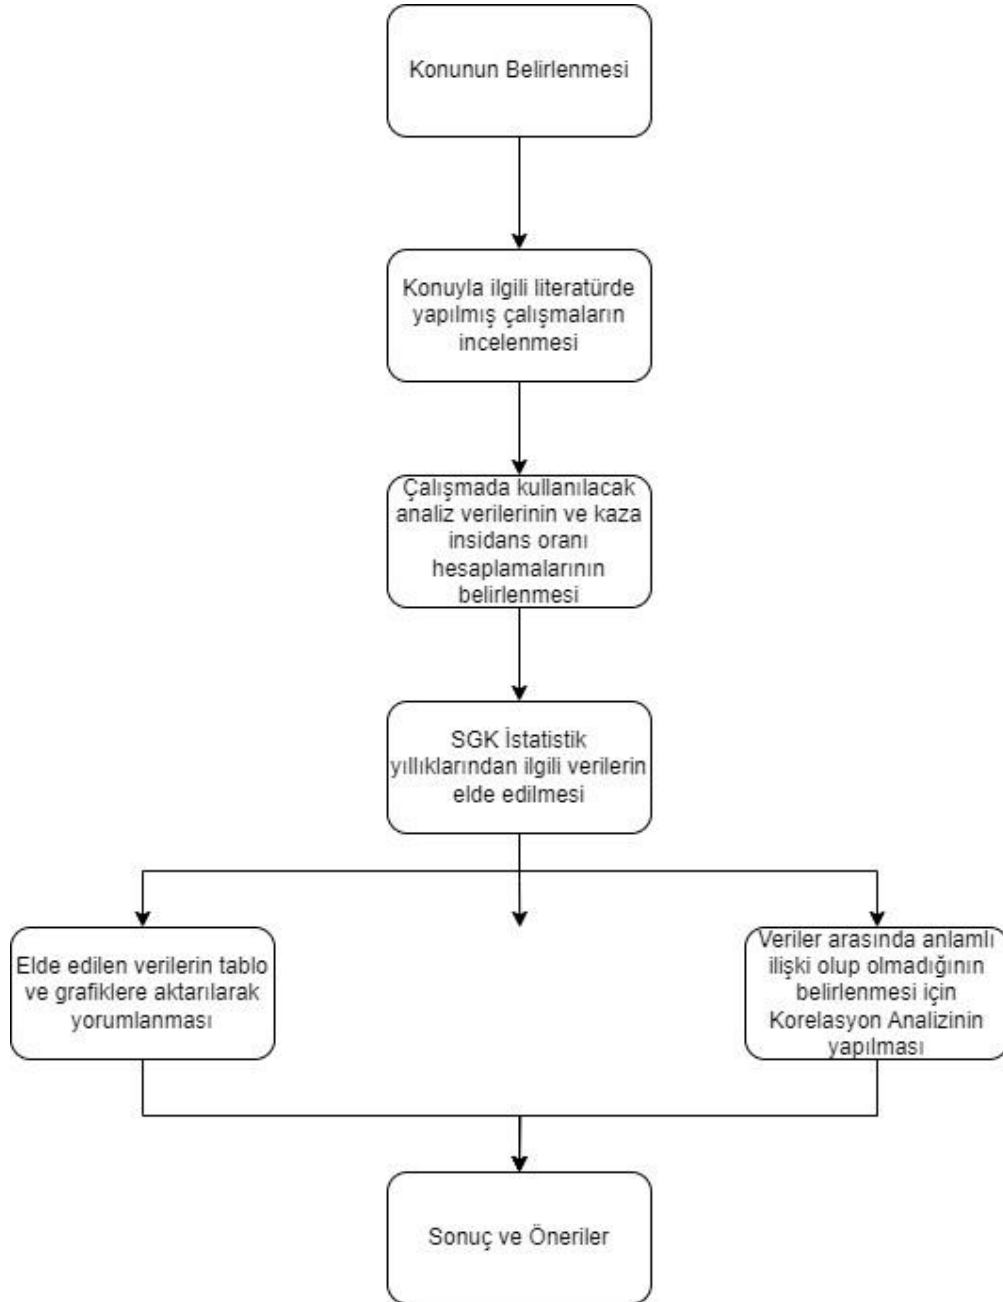 Konunun Belirlenmesi
Konuyla ilgili literatürde
yapılmış çalışmaların
incelenmesi
Çalışmada kullanılacak
analiz verilerinin ve kaza
insidans oranı
hesaplamalarının
belirlenmesi
SGK İstatistik
yıllıklarından ilgili verilerin
elde edilmesi
Elde edilen verilerin tablo
ve grafiklere aktarılarak
yorumlanması
Veriler arasında anlamlı
ilişki olup olmadığının
belirlenmesi için
Korelasyon Analizinin
yapılması
Sonuç ve Öneriler